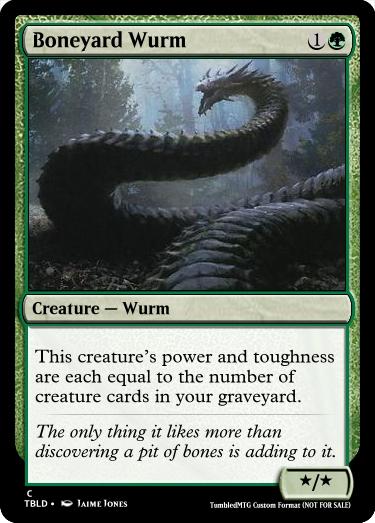 Boneyard Wurm 1
Creature — Wurm
This creature's power and toughness
are each equal to the number of
creature cards in your graveyard.
The only thing it likes more than
discovering a pit of bones is adding to it.
★/★
C
TBLD • Jaime Jones
TumbledMTG Custom Format (NOT FOR SALE)